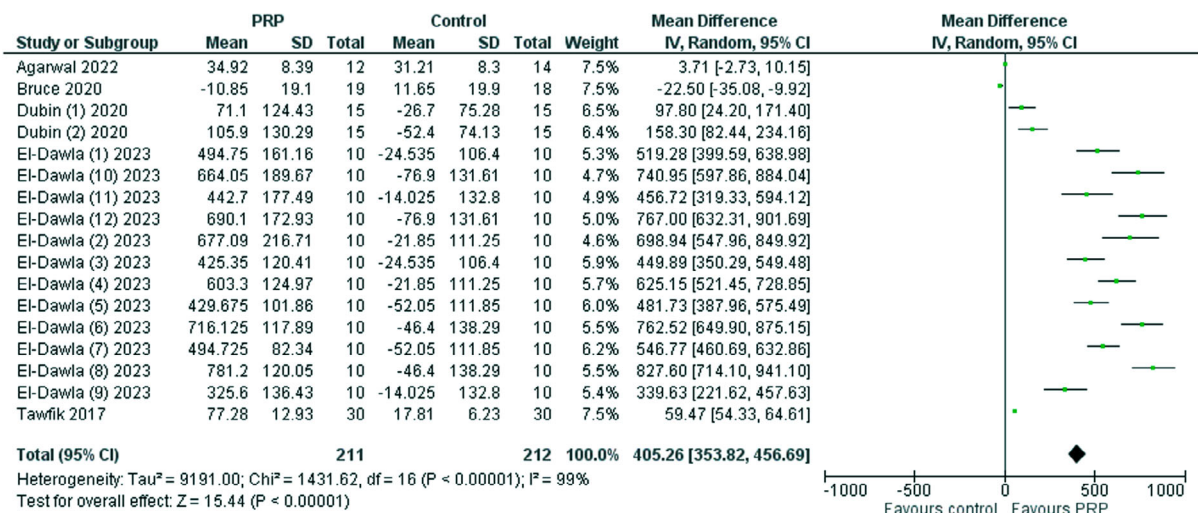 PRP Control Mean Difference Mean Difference
Study or Subgroup Mean SD Total Mean SD Total Weight IV, Random, 95% CI IV, Random, 95% CI
Agarwal 2022 34.92 8.39 12 31.21 8.3 14 7.5% 3.71 [-2.73, 10.15]
Bruce 2020 -10.85 19.1 19 11.65 19.9 18 7.5% -22.50 [-35.08, -9.92]
Dubin (1) 2020 71.1 124.43 15 -26.7 75.28 15 6.5% 97.80 [24.20, 171.40]
Dubin (2) 2020 105.9 130.29 15 -52.4 74.13 15 6.4% 158.30 [82.44, 234.16]
El-Dawla (1) 2023 494.75 161.16 10 -24.535 106.4 10 5.3% 519.28 [399.59, 638.98]
El-Dawla (10) 2023 664.05 189.67 10 -76.9 131.61 10 4.7% 740.95 [597.86, 884.04]
El-Dawla (11) 2023 442.7 177.49 10 -14.025 132.8 10 4.9% 456.72 [319.33, 594.12]
El-Dawla (12) 2023 690.1 172.93 10 -76.9 131.61 10 5.0% 767.00 [632.31, 901.69]
El-Dawla (2) 2023 677.09 216.71 10 -21.85 111.25 10 4.6% 698.94 [547.96, 849.92]
El-Dawla (3) 2023 425.35 120.41 10 -24.535 106.4 10 5.9% 449.89 [350.29, 549.48]
El-Dawla (4) 2023 603.3 124.97 10 -21.85 111.25 10 5.7% 625.15 [521.45, 728.85]
El-Dawla (5) 2023 429.675 101.86 10 -52.05 111.85 10 6.0% 481.73 [387.96, 575.49]
El-Dawla (6) 2023 716.125 117.89 10 -46.4 138.29 10 5.5% 762.52 [649.90, 875.15]
El-Dawla (7) 2023 494.725 82.34 10 -52.05 111.85 10 6.2% 546.77 [460.69, 632.86]
El-Dawla (8) 2023 781.2 120.05 10 -46.4 138.29 10 5.5% 827.60 [714.10, 941.10]
El-Dawla (9) 2023 325.6 136.43 10 -14.025 132.8 10 5.4% 339.63 [221.62, 457.63]
Tawfik 2017 77.28 12.93 30 17.81 6.23 30 7.5% 59.47 [54.33, 64.61]
Total (95% CI) 211 212 100.0% 405.26 [353.82, 456.69]
Heterogeneity: Tau² = 9191.00; Chi² = 1431.62, df = 16 (P < 0.00001); I² = 99%
Test for overall effect: Z = 15.44 (P < 0.00001)
-1000 -500 0 500 1000
Favours control Favours PRP